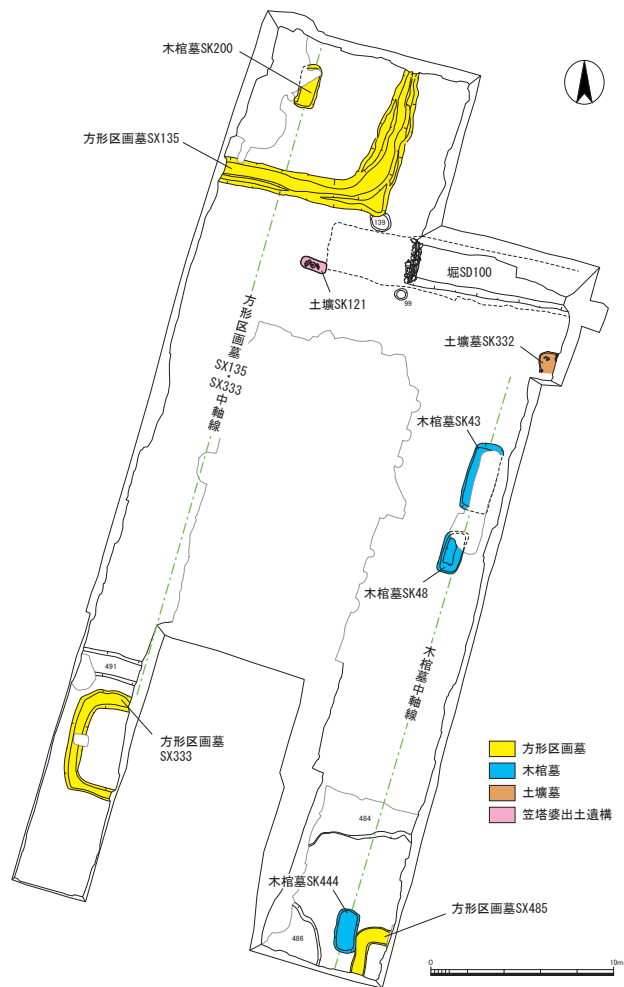 木棺墓SK200
方形区画墓SX135
139
堀SD100
99
土壙SK121
土壙墓SK332
方形区画墓SX135・SX333中軸線
木棺墓SK43
木棺墓SK48
木棺墓中軸線
491
方形区画墓
SX333
方形区画墓
木棺墓
土壙墓
笠塔婆出土遺構
484
木棺墓SK444
方形区画墓SX485
486
0
10m